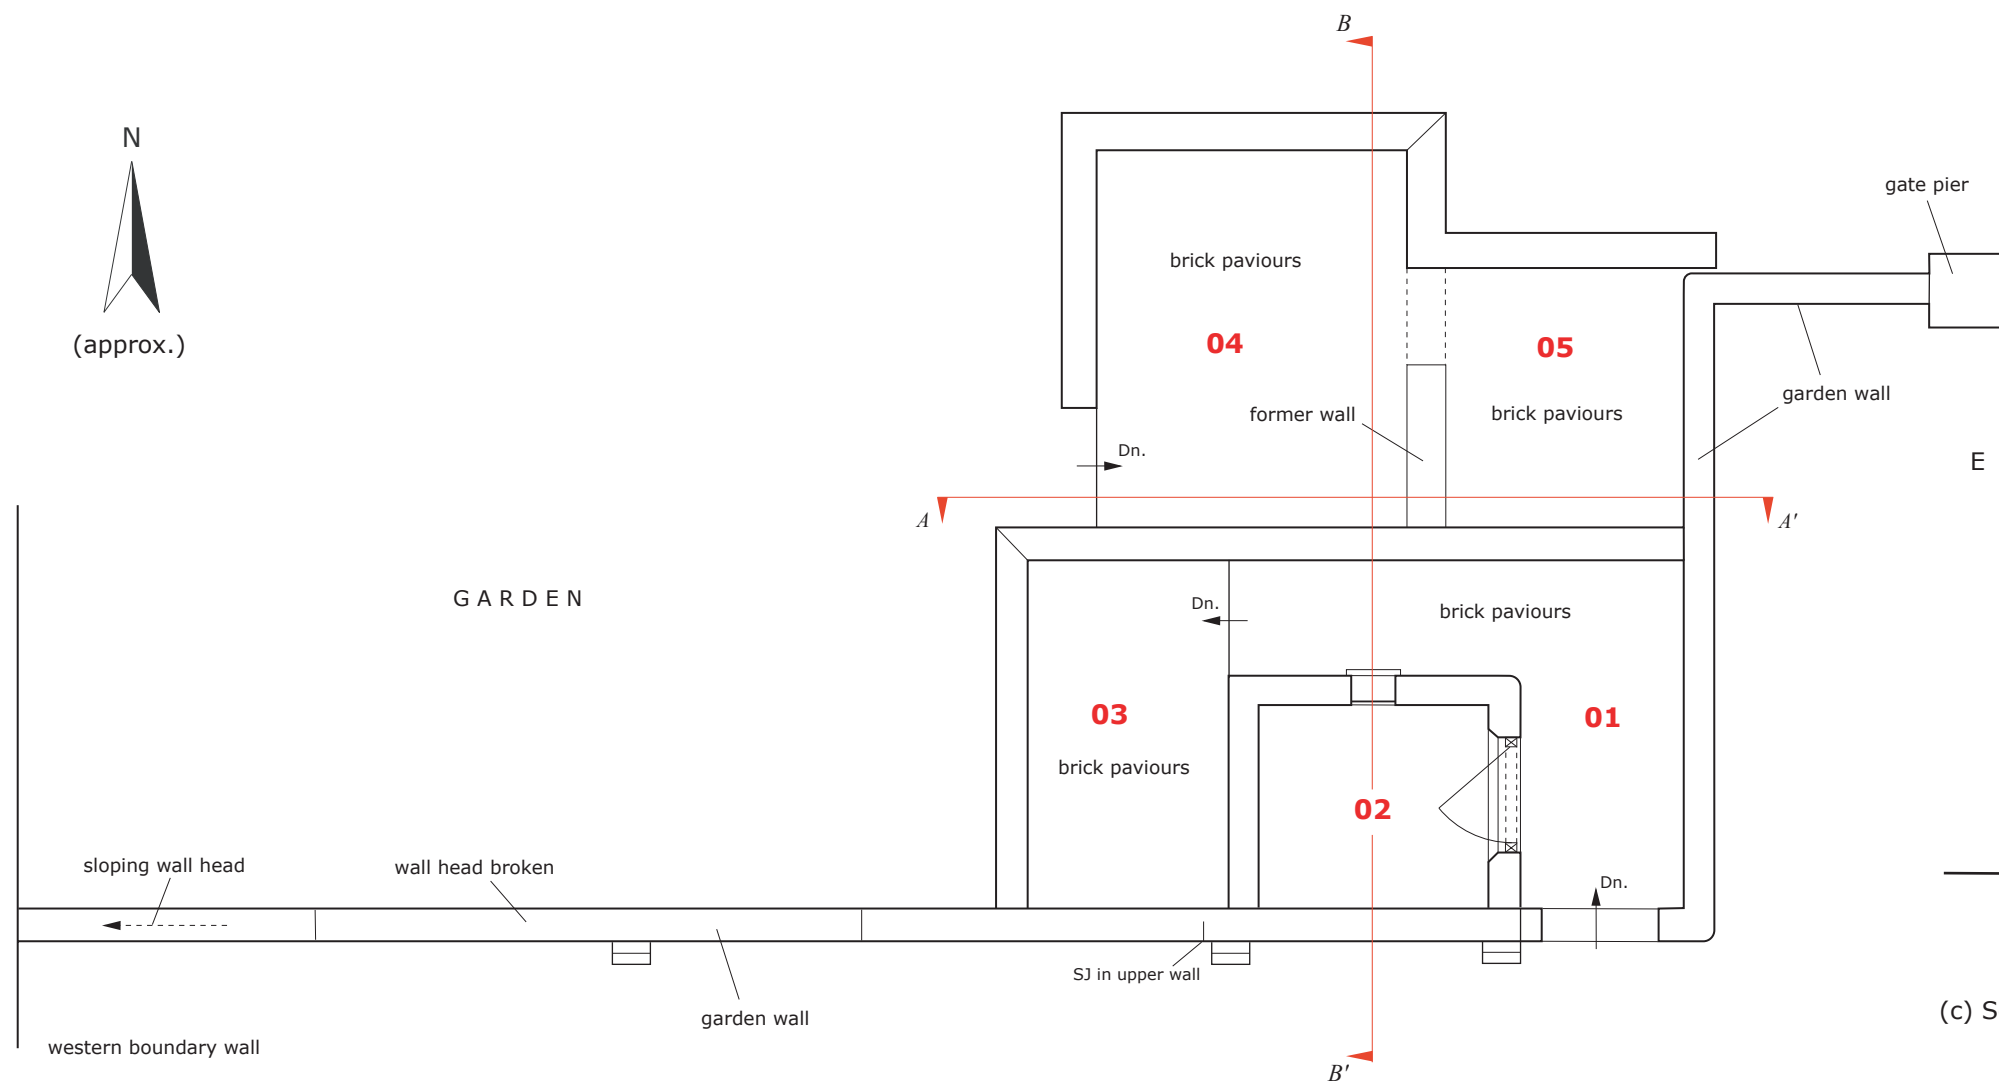 B
N
(approx.)
gate pier
brick paviours
04
05
garden wall
former wall
brick paviours
Dn.
E
A
A'
GARDEN
Dn.
brick paviours
03
01
brick paviours
02
sloping wall head
wall head broken
Dn.
SJ in upper wall
garden wall
(c) S
western boundary wall
B'